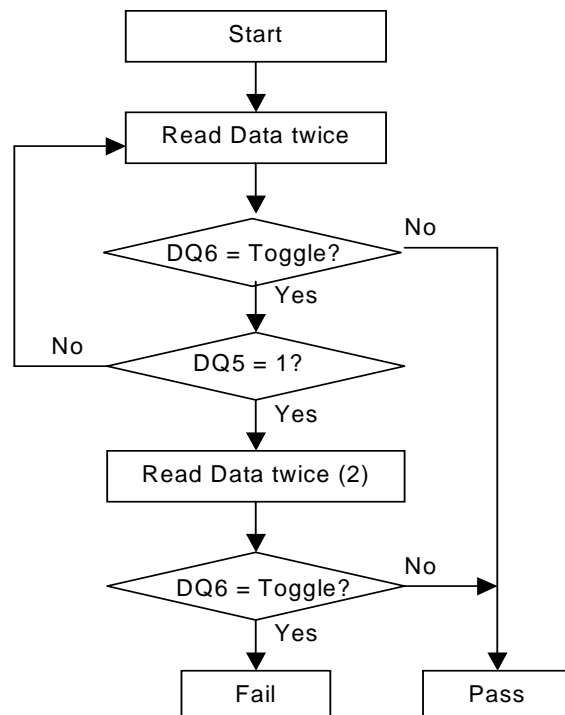 Start
Read Data twice
DQ6 = Toggle?
No
Yes
No
DQ5 = 1?
Yes
Read Data twice (2)
DQ6 = Toggle?
No
Yes
Fail
Pass